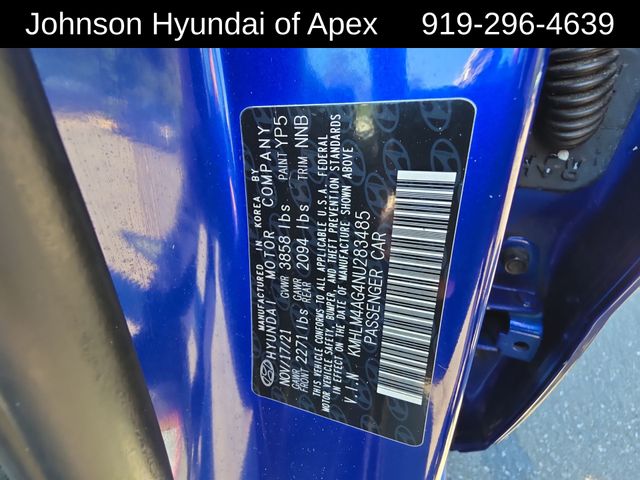 Johnson Hyundai of Apex 919-296-4639
MANUFACTURED IN KOREA BY
HYUNDAI MOTOR COMPANY
NOV/17/21 GVWR 3858 lbs PAINT YP5
GAWR FRONT 2271 lbs GAWR REAR 2094 lbs TRIM NNB
THIS VEHICLE CONFORMS TO ALL APPLICABLE U.S.A. FEDERAL
MOTOR VEHICLE SAFETY, BUMPER, AND THEFT PREVENTION STANDARDS
IN EFFECT ON THE DATE OF MANUFACTURE SHOWN ABOVE
V.I.N KMHLM4AG4NU283485
PASSENGER CAR